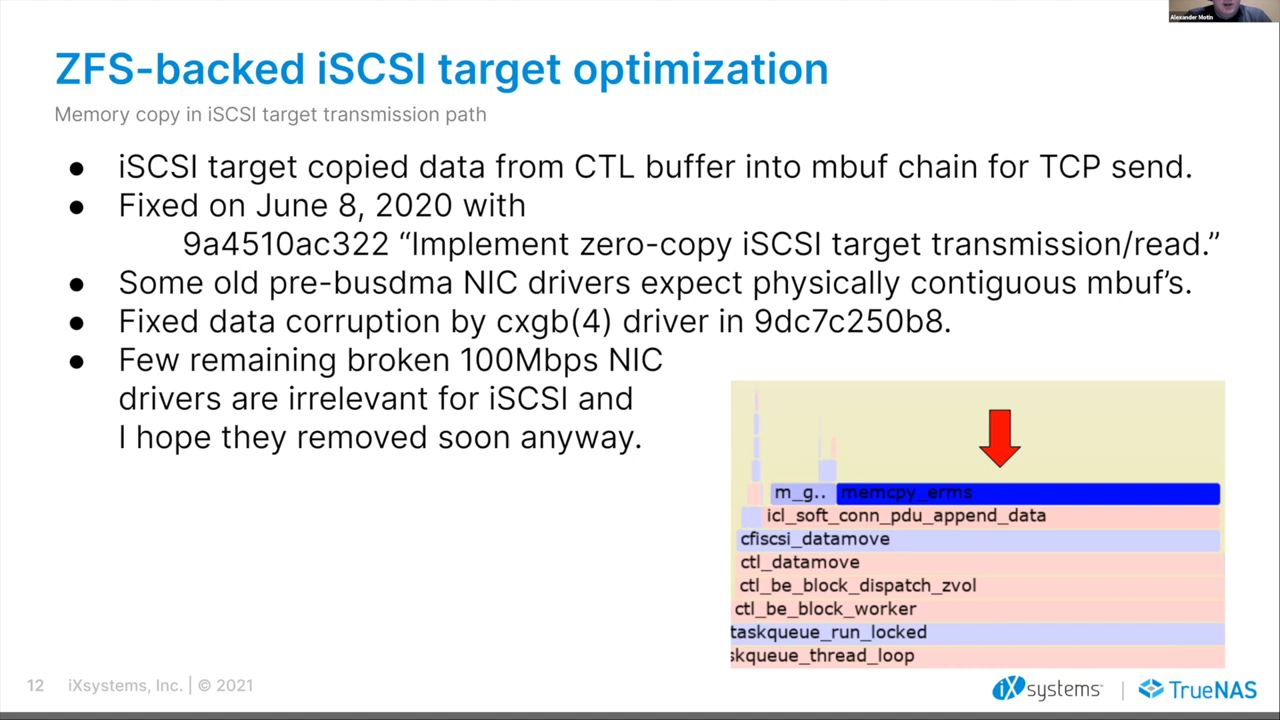 Alexander Motin
ZFS-backed iSCSI target optimization
Memory copy in iSCSI target transmission path
● iSCSI target copied data from CTL buffer into mbuf chain for TCP send.
● Fixed on June 8, 2020 with
9a4510ac322 “Implement zero-copy iSCSI target transmission/read.”
● Some old pre-busdma NIC drivers expect physically contiguous mbuf’s.
● Fixed data corruption by cxgb(4) driver in 9dc7c250b8.
● Few remaining broken 100Mbps NIC
drivers are irrelevant for iSCSI and
I hope they removed soon anyway.
m_g.. memcpy_erms
icl_soft_conn_pdu_append_data
cfiscsi_datamove
ctl_datamove
ctl_be_block_dispatch_zvol
ctl_be_block_worker
taskqueue_run_locked
skqueue_thread_loop
12 iXsystems, Inc. | © 2021
iXsystems | TrueNAS